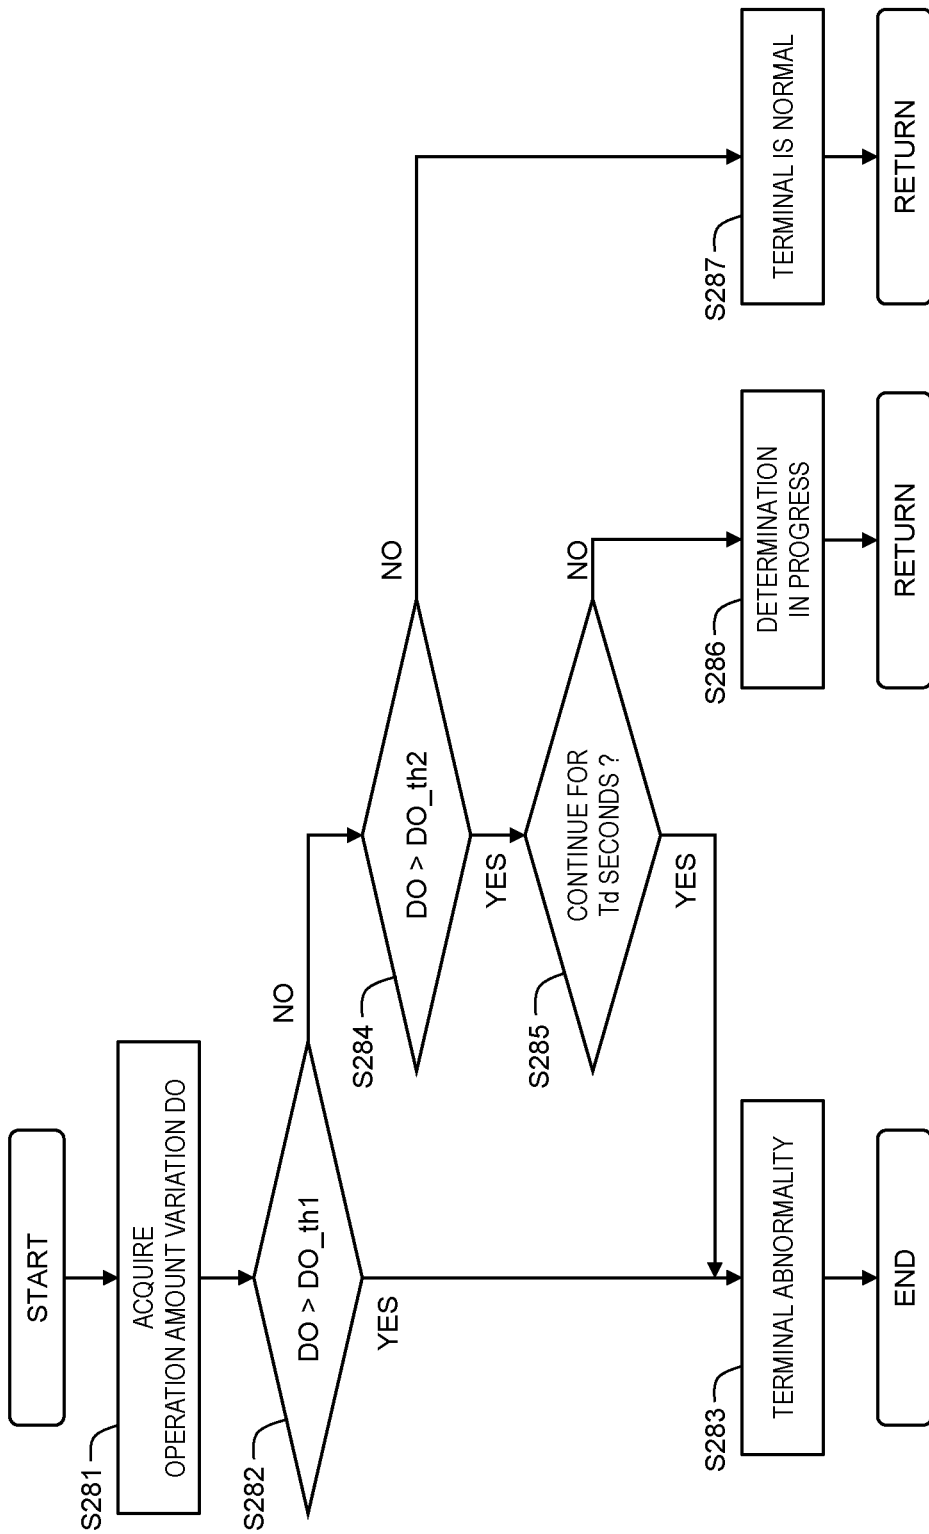 START
S281
ACQUIRE
OPERATION AMOUNT VARIATION DO
S282
DO > DO_th1
NO
YES
S284
DO > DO_th2
NO
YES
S285
CONTINUE FOR
Td SECONDS ?
NO
YES
S283
TERMINAL ABNORMALITY
S286
DETERMINATION
IN PROGRESS
S287
TERMINAL IS NORMAL
END
RETURN
RETURN